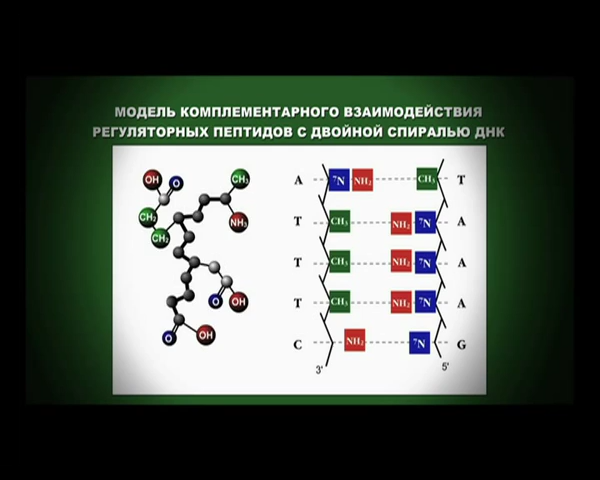 МОДЕЛЬ КОМПЛЕМЕНТАРНОГО ВЗАИМОДЕЙСТВИЯ
РЕГУЛЯТОРНЫХ ПЕПТИДОВ С ДВОЙНОЙ СПИРАЛЬЮ ДНК
OH O CH3
CH2
CH2 NH3
O OH
O OH
A 7N NH2 CH3 T
T CH3 NH2 7N A
T CH3 NH2 7N A
T CH3 NH2 7N A
C NH2 7N G
3' 5'